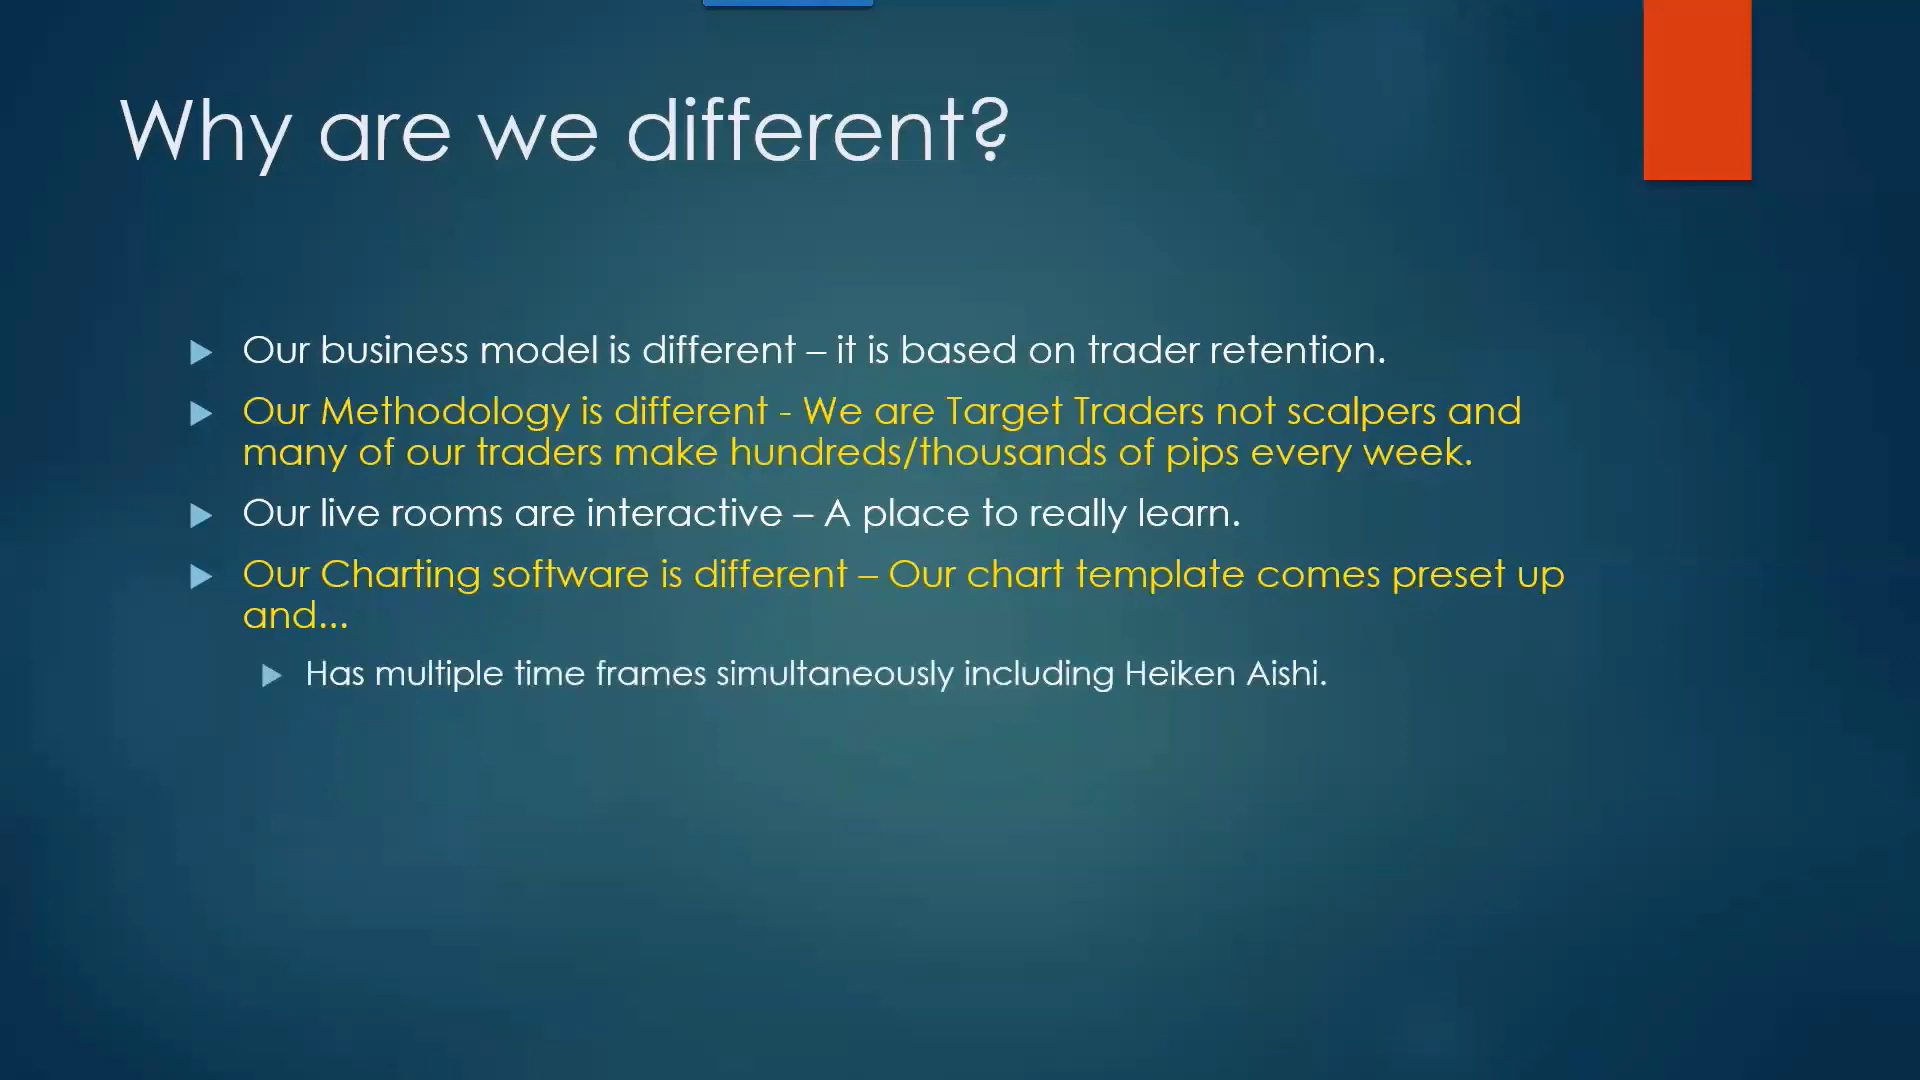 Why are we different?
Our business model is different – it is based on trader retention.
Our Methodology is different - We are Target Traders not scalpers and
many of our traders make hundreds/thousands of pips every week.
Our live rooms are interactive – A place to really learn.
Our Charting software is different – Our chart template comes preset up
and...
Has multiple time frames simultaneously including Heiken Aishi.